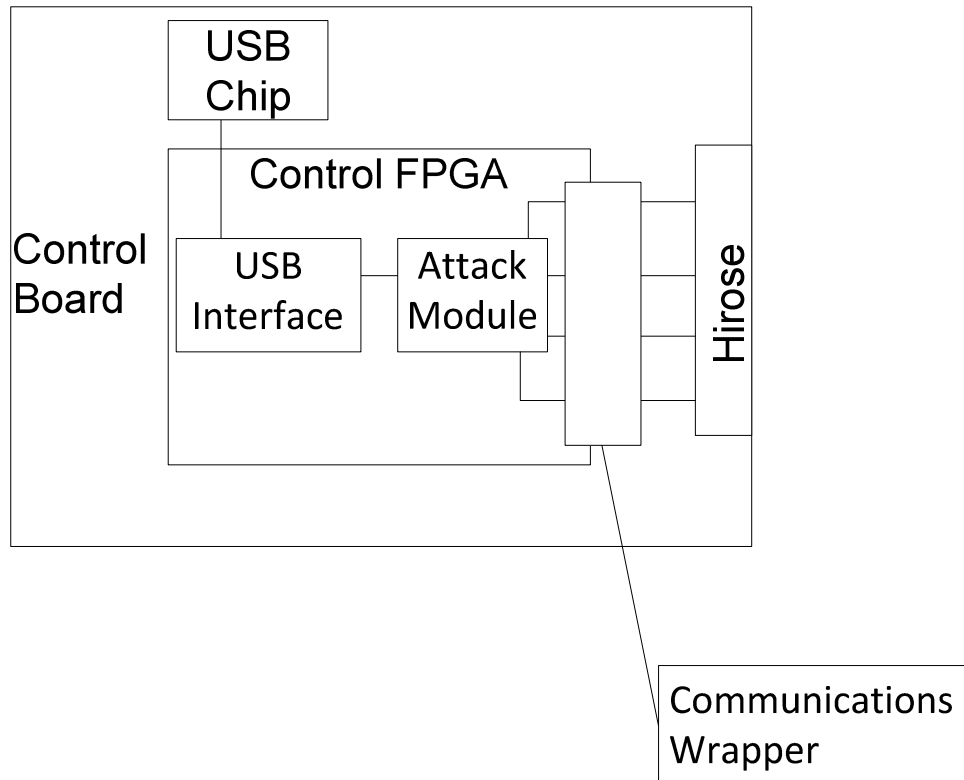 USB
Chip
Control FPGA
Control
Board
USB
Interface
Attack
Module
Hirose
Communications
Wrapper